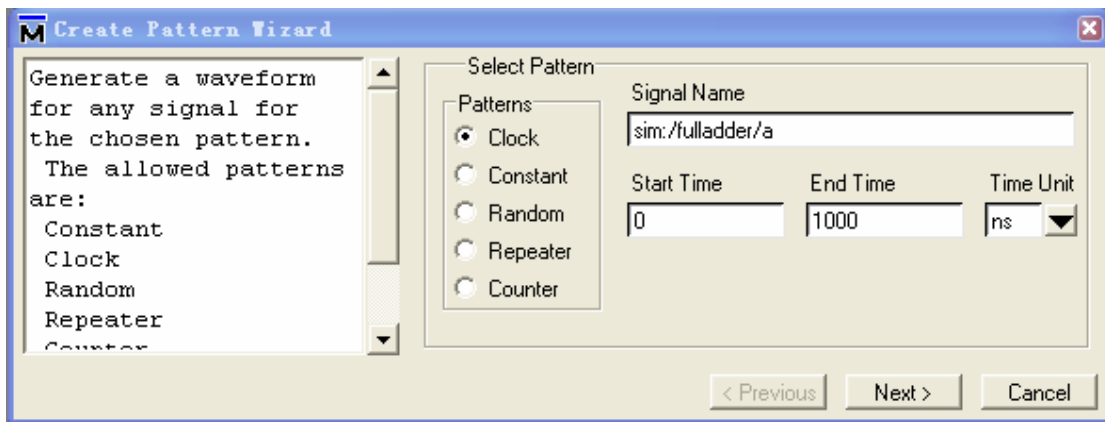 Create Pattern Wizard
Generate a waveform
for any signal for
the chosen pattern.
The allowed patterns
are:
Constant
Clock
Random
Repeater
Counter
Select Pattern
Patterns
Clock
Constant
Random
Repeater
Counter
Signal Name
sim:/fulladder/a
Start Time
End Time
Time Unit
0
1000
ns
< Previous
Next >
Cancel